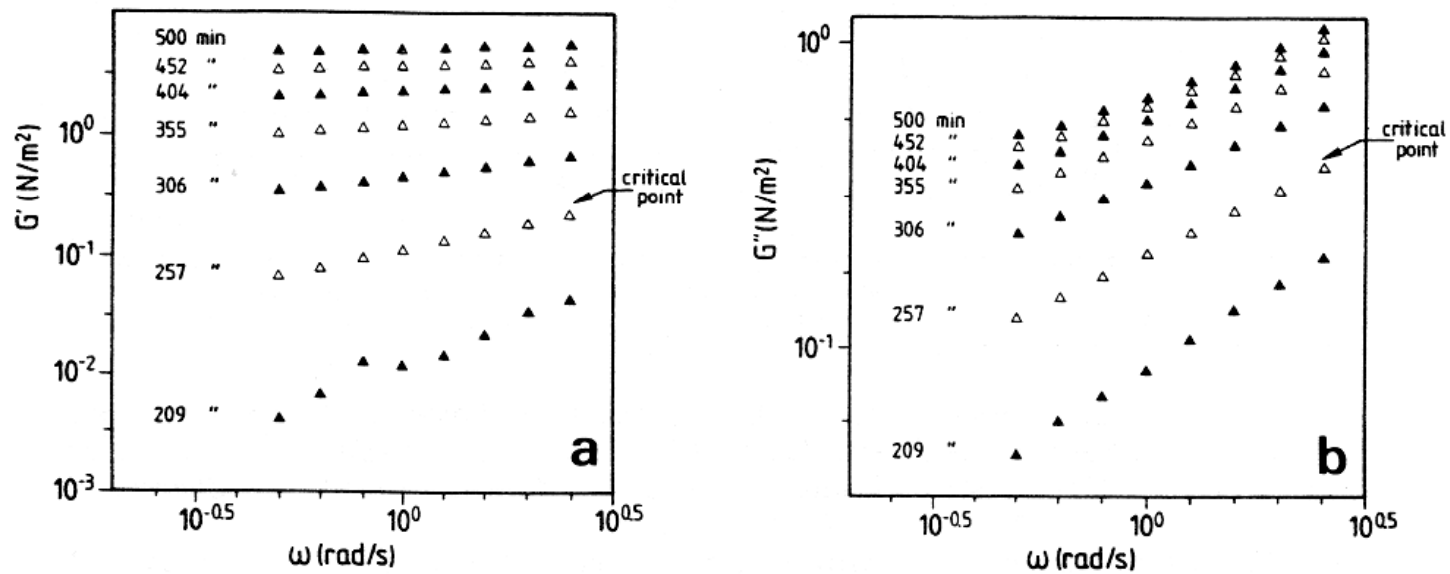 500 min
452 "
404 "
355 "
306 "
257 "
209 "
critical
point
a
10⁰
10⁻¹
10⁻²
10⁻³
G' (N/m²)
10⁻⁰·⁵
10⁰
10⁰·⁵
ω (rad/s)
500 min
452 "
404 "
355 "
306 "
257 "
209 "
critical
point
b
10⁰
10⁻¹
G" (N/m²)
10⁻⁰·⁵
10⁰
10⁰·⁵
ω (rad/s)